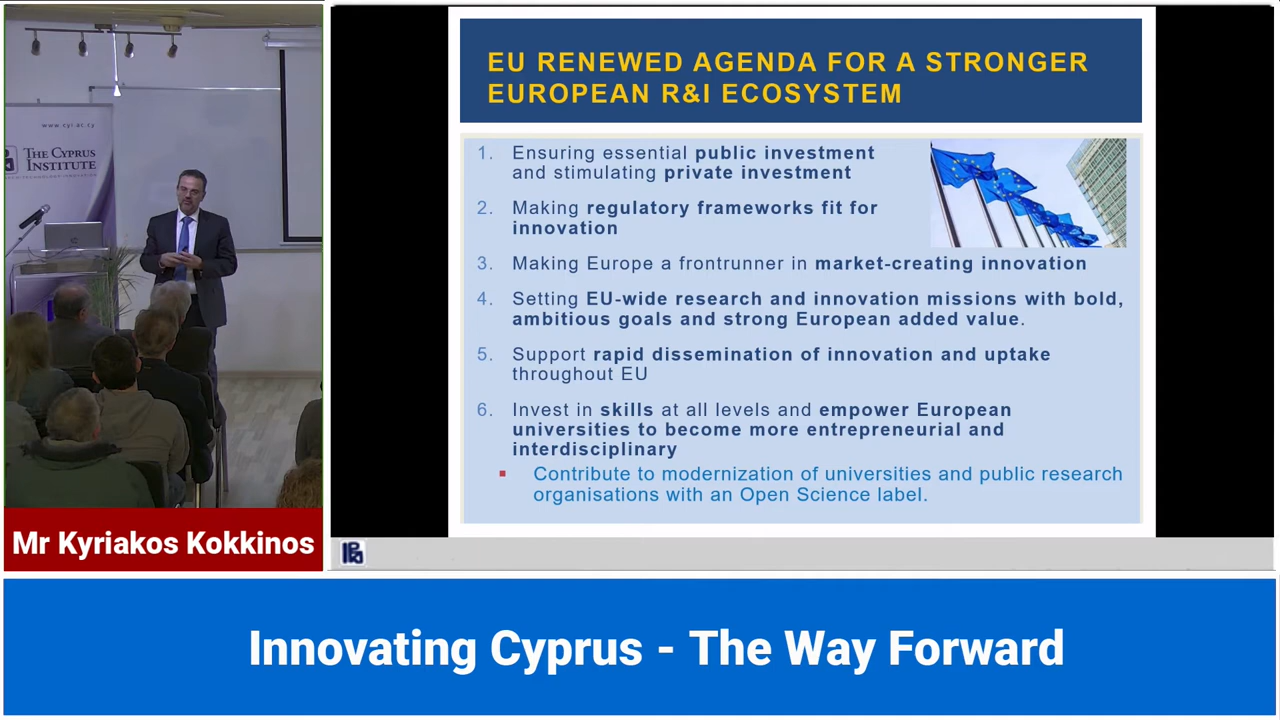 www.cyi.ac.cy
THE CYPRUS
INSTITUTE
EU RENEWED AGENDA FOR A STRONGER
EUROPEAN R&I ECOSYSTEM
1. Ensuring essential public investment
and stimulating private investment
2. Making regulatory frameworks fit for
innovation
3. Making Europe a frontrunner in market-creating innovation
4. Setting EU-wide research and innovation missions with bold,
ambitious goals and strong European added value.
5. Support rapid dissemination of innovation and uptake
throughout EU
6. Invest in skills at all levels and empower European
universities to become more entrepreneurial and
interdisciplinary
▪ Contribute to modernization of universities and public research
organisations with an Open Science label.
Mr Kyriakos Kokkinos
Innovating Cyprus - The Way Forward